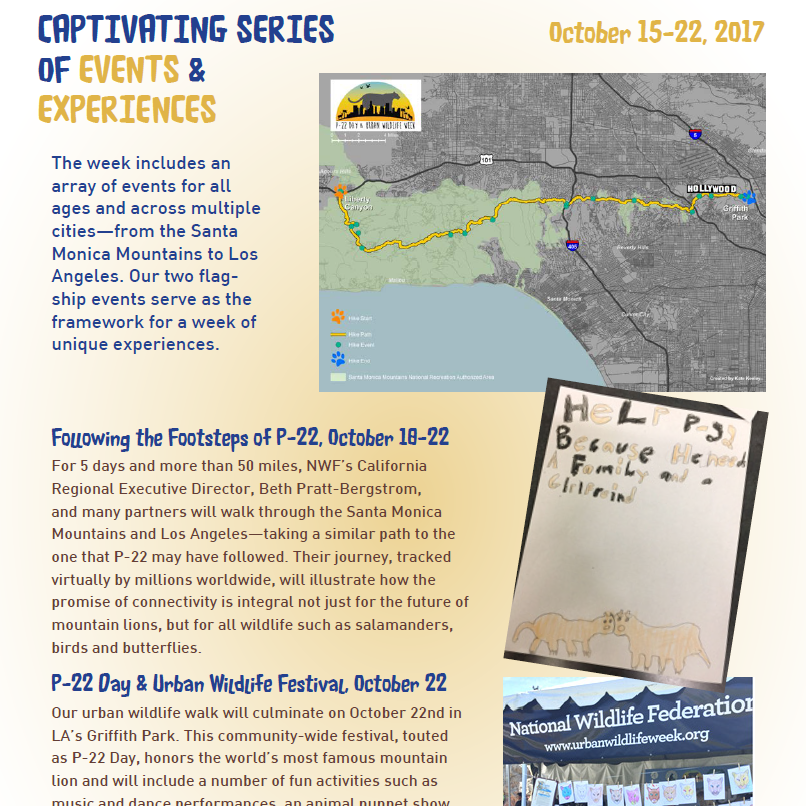 CAPTIVATING SERIES
OF EVENTS &
EXPERIENCES
October 15-22, 2017
The week includes an
array of events for all
ages and across multiple
cities—from the Santa
Monica Mountains to Los
Angeles. Our two flag-
ship events serve as the
framework for a week of
unique experiences.
P-22 DAY & URBAN WILDLIFE WEEK
101
5
405
Liberty
Canyon
HOLLYWOOD
Griffith
Park
Beverly Hills
Malibu
Santa Monica
Culver City
Hike Start
Hike Path
Hike Event
Hike End
Santa Monica Mountains National Recreation Authorized Area
Following the Footsteps of P-22, October 18-22
For 5 days and more than 50 miles, NWF's California
Regional Executive Director, Beth Pratt-Bergstrom,
and many partners will walk through the Santa Monica
Mountains and Los Angeles—taking a similar path to the
one that P-22 may have followed. Their journey, tracked
virtually by millions worldwide, will illustrate how the
promise of connectivity is integral not just for the future of
mountain lions, but for all wildlife such as salamanders,
birds and butterflies.
HeLP P-22
Because He need
A Family and a
Girlfreind
P-22 Day & Urban Wildlife Festival, October 22
Our urban wildlife walk will culminate on October 22nd in
LA's Griffith Park. This community-wide festival, touted
as P-22 Day, honors the world's most famous mountain
lion and will include a number of fun activities such as
music and dance performances, an animal puppet show,
National Wildlife Federation
www.urbanwildlifeweek.org